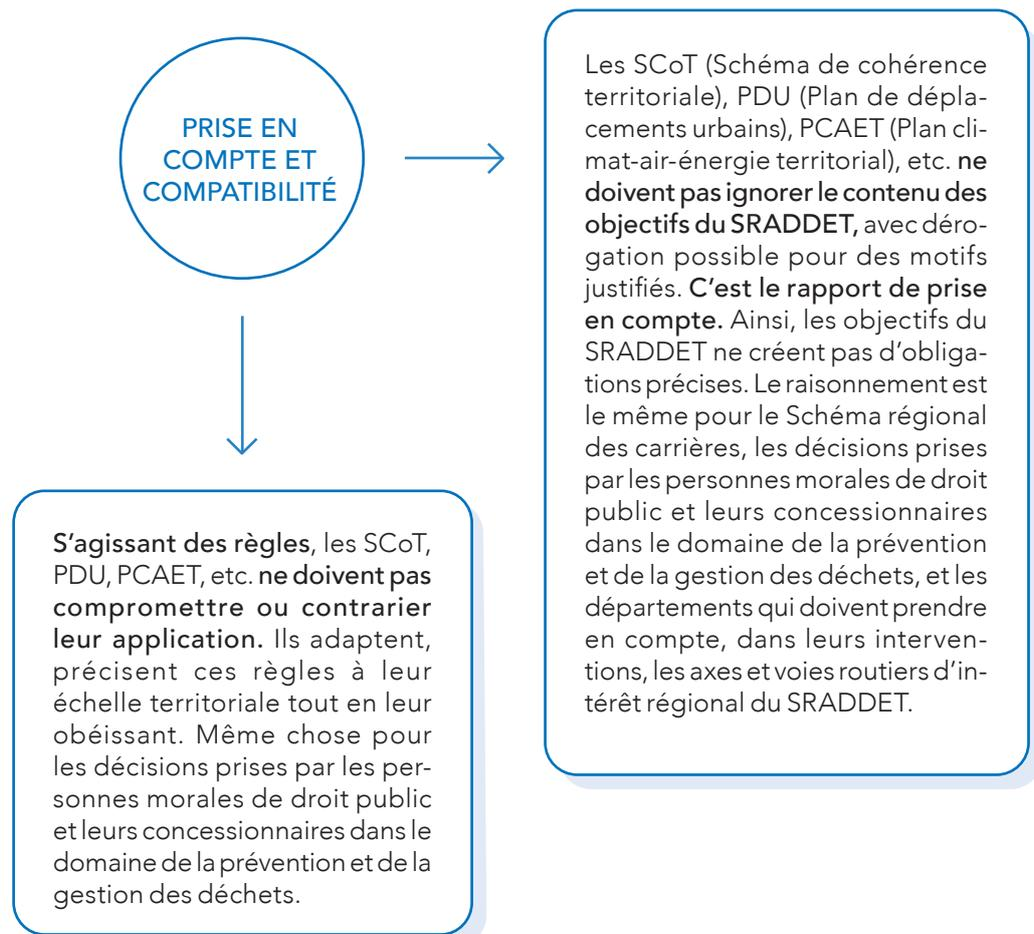 PRISE EN
COMPTE ET
COMPATIBILITÉ
Les SCoT (Schéma de cohérence
territoriale), PDU (Plan de dépla-
cements urbains), PCAET (Plan cli-
mat-air-énergie territorial), etc. ne
doivent pas ignorer le contenu des
objectifs du SRADDET, avec déro-
gation possible pour des motifs
justifiés. C’est le rapport de prise
en compte. Ainsi, les objectifs du
SRADDET ne créent pas d’obliga-
tions précises. Le raisonnement est
le même pour le Schéma régional
des carrières, les décisions prises
par les personnes morales de droit
public et leurs concessionnaires
dans le domaine de la prévention
et de la gestion des déchets, et les
départements qui doivent prendre
en compte, dans leurs interven-
tions, les axes et voies routiers d’in-
térêt régional du SRADDET.
S’agissant des règles, les SCoT,
PDU, PCAET, etc. ne doivent pas
compromettre ou contrarier
leur application. Ils adaptent,
précisent ces règles à leur
échelle territoriale tout en leur
obéissant. Même chose pour
les décisions prises par les per-
sonnes morales de droit public
et leurs concessionnaires dans le
domaine de la prévention et de la
gestion des déchets.